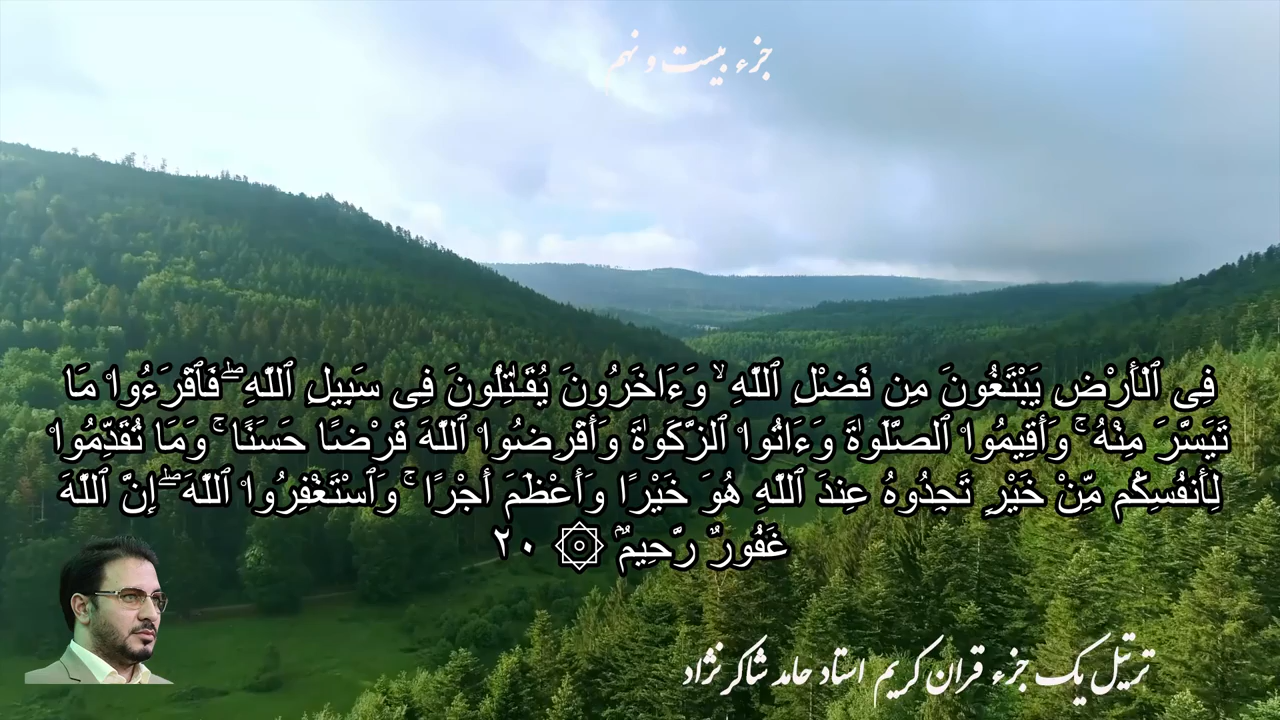 جزء بیست و نهم
فِى ٱلْأَرْضِ يَبْتَغُونَ مِن فَضْلِ ٱللَّهِ ۙ وَءَاخَرُونَ يُقَـٰتِلُونَ فِى سَبِيلِ ٱللَّهِ ۖ فَٱقْرَءُوا۟ مَا
تَيَسَّرَ مِنْهُ ۚ وَأَقِيمُوا۟ ٱلصَّلَوٰةَ وَءَاتُوا۟ ٱلزَّكَوٰةَ وَأَقْرِضُوا۟ ٱللَّهَ قَرْضًا حَسَنًا ۚ وَمَا تُقَدِّمُوا۟
لِأَنفُسِكُم مِّنْ خَيْرٍ تَجِدُوهُ عِندَ ٱللَّهِ هُوَ خَيْرًا وَأَعْظَمَ أَجْرًا ۚ وَٱسْتَغْفِرُوا۟ ٱللَّهَ ۖ إِنَّ ٱللَّهَ
غَفُورٌ رَّحِيمٌۢ ۞ ٢٠
ترتیل یک جزء قران کریم استاد حامد شاکرنژاد